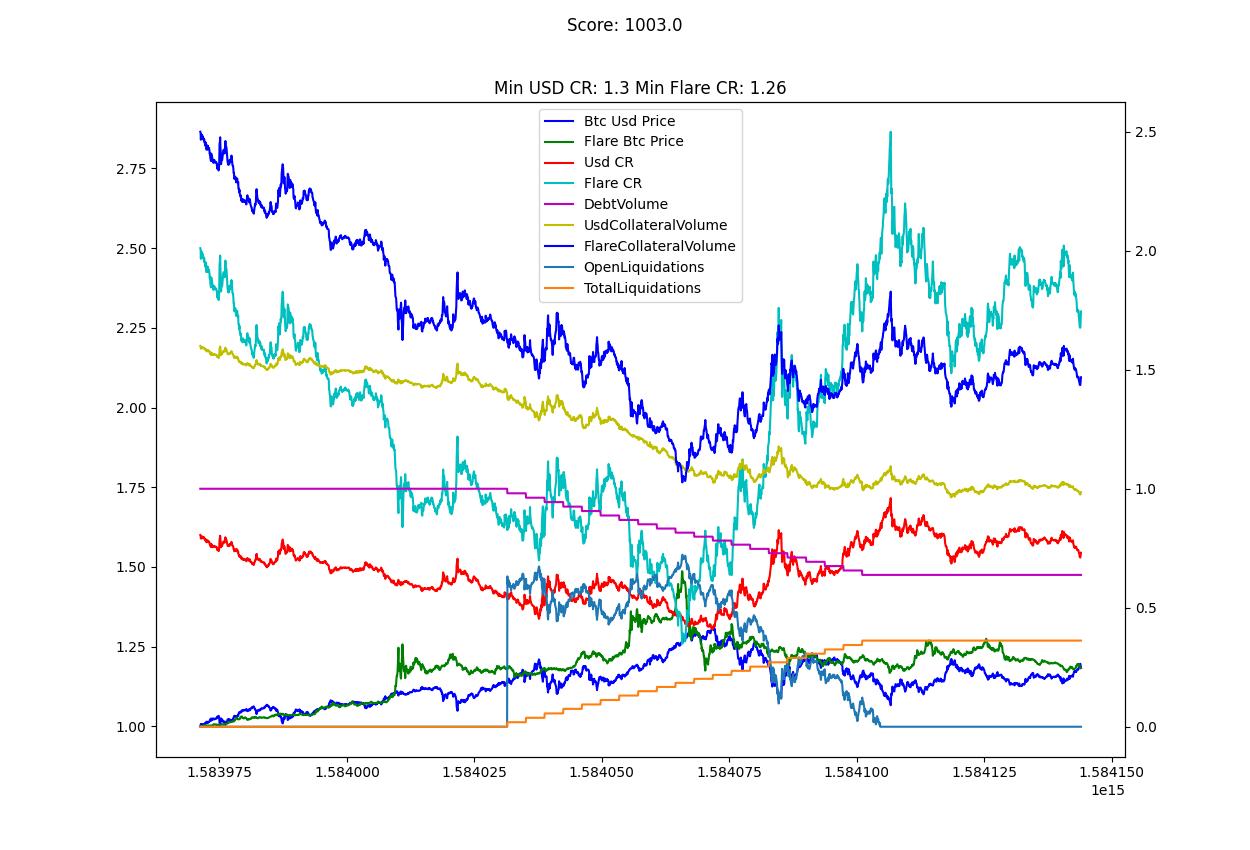 Score: 1003.0
Min USD CR: 1.3 Min Flare CR: 1.26
Btc Usd Price
Flare Btc Price
Usd CR
Flare CR
DebtVolume
UsdCollateralVolume
FlareCollateralVolume
OpenLiquidations
TotalLiquidations
2.75
2.50
2.25
2.00
1.75
1.50
1.25
1.00
2.5
2.0
1.5
1.0
0.5
0.0
1.583975
1.584000
1.584025
1.584050
1.584075
1.584100
1.584125
1.584150
1e15